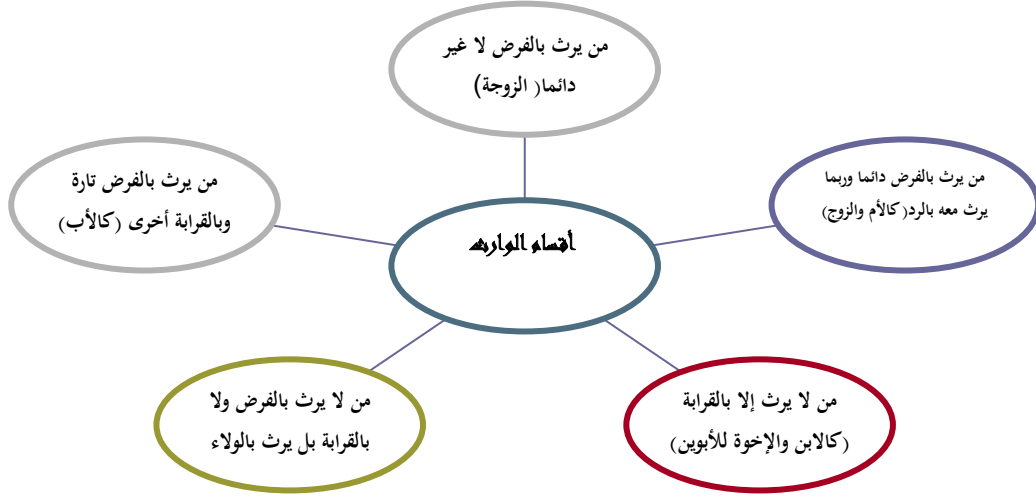 من يرث بالفرض لا غير
دائما( الزوجة)
من يرث بالفرض دائما وربما
يرث معه بالرد(كالأم والزوج)
من يرث بالفرض تارة
وبالقرابة أخرى (كالأب)
أقسام الوارث
من لا يرث إلا بالقرابة
(كالابن والإخوة للأبوين)
من لا يرث بالفرض ولا
بالقرابة بل يرث بالولاء